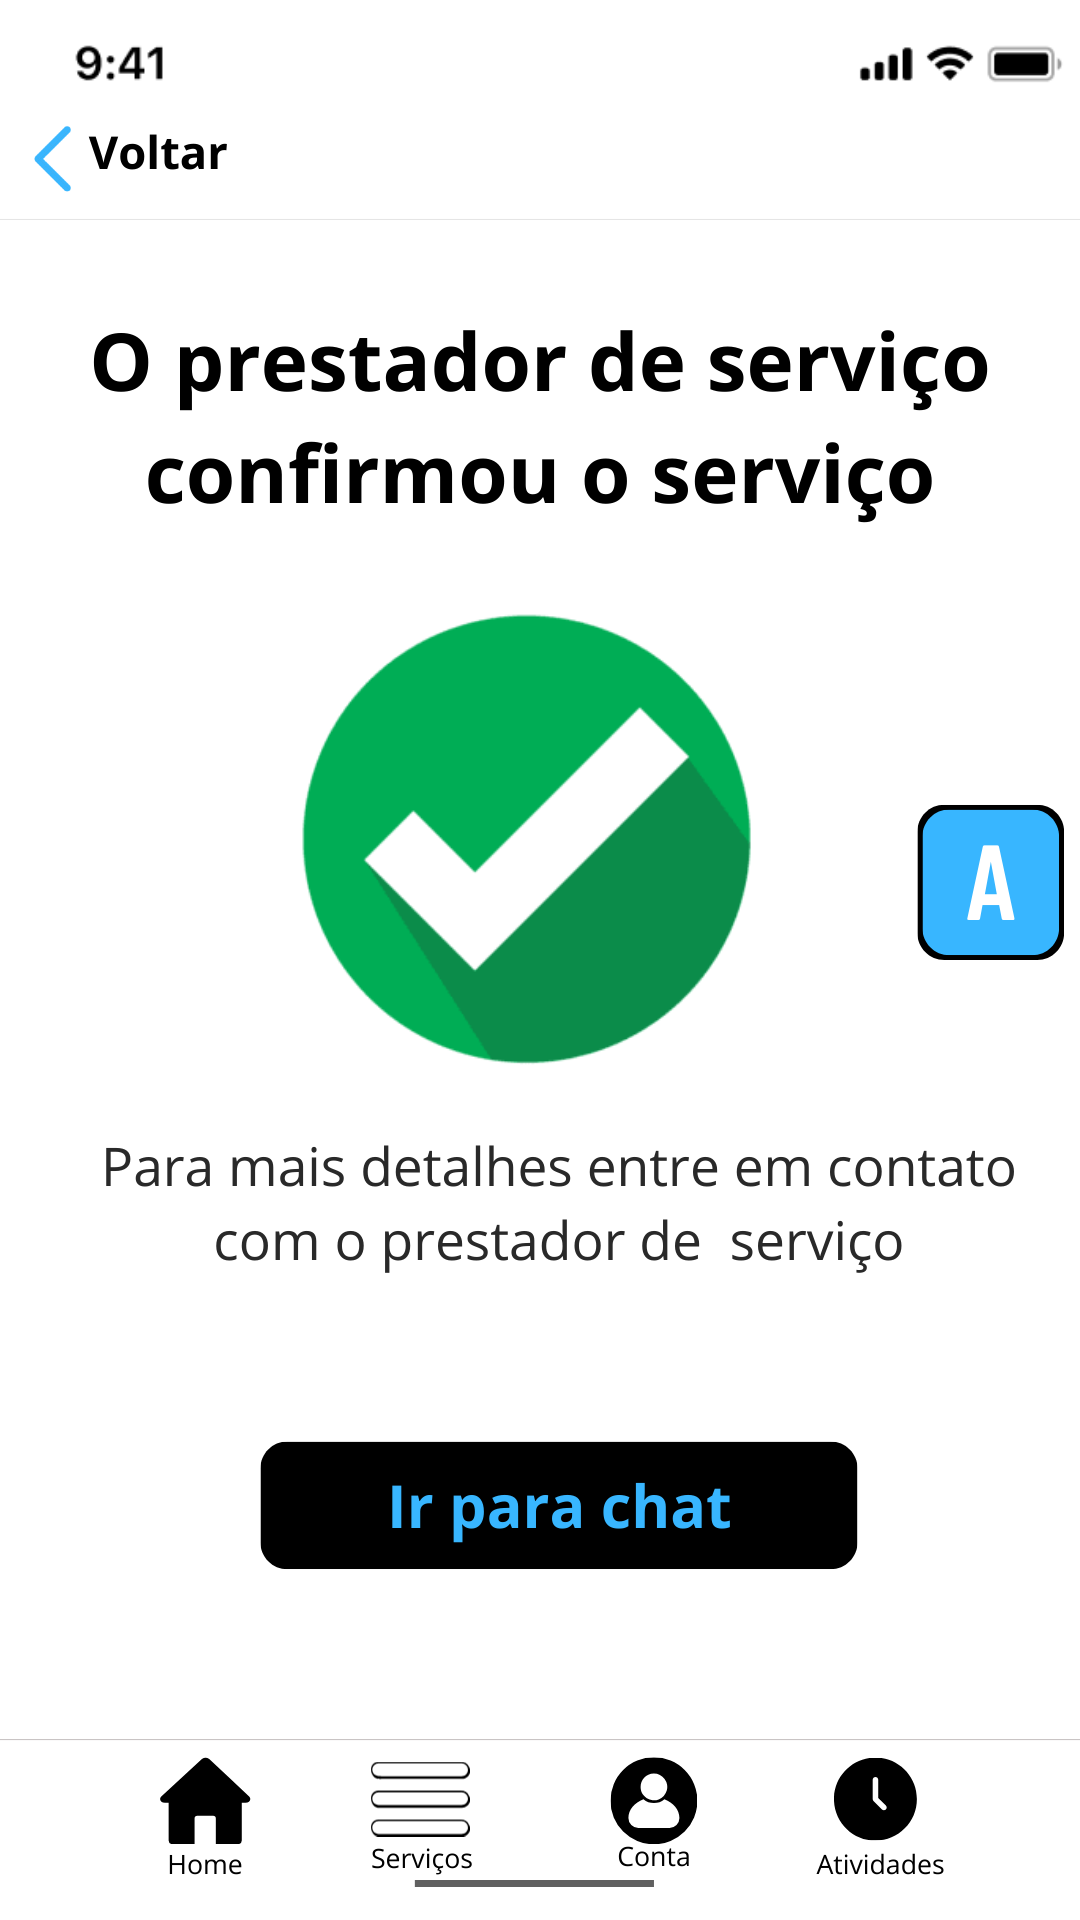 9:41
Voltar
O prestador de serviço
confirmou o serviço
A
Para mais detalhes entre em contato
com o prestador de  serviço
Ir para chat
Home
Serviços
Conta
Atividades